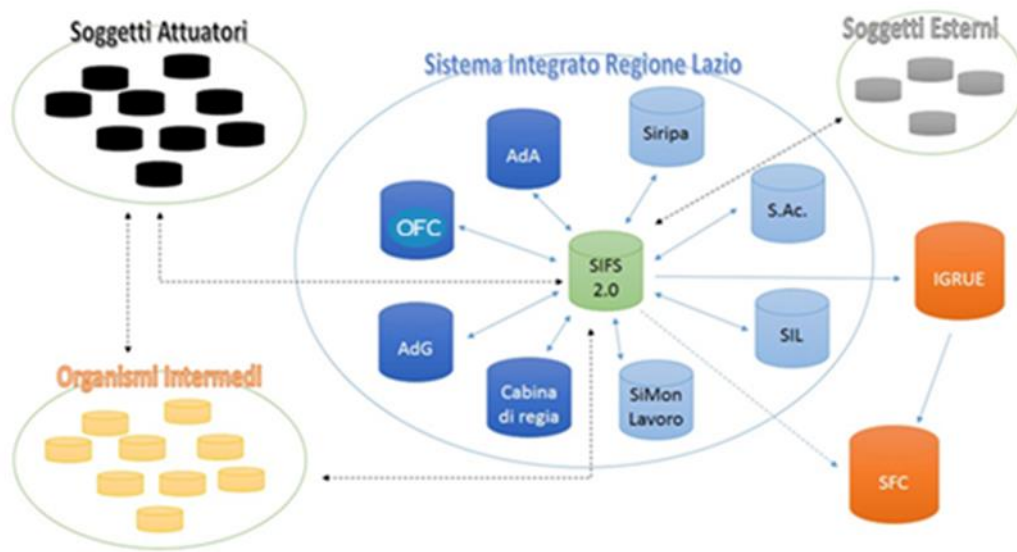 Soggetti Attuatori
Soggetti Esterni
Sistema Integrato Regione Lazio
Siripa
AdA
S.Ac.
OFC
SIFS
2.0
IGRUE
AdG
SIL
Organismi Intermedi
Cabina
di regia
SiMon
Lavoro
SFC